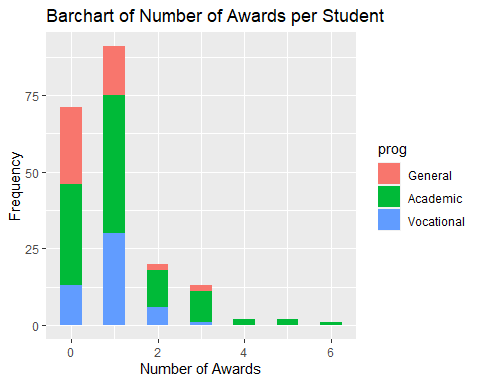 Barchart of Number of Awards per Student
Frequency
75
50
25
0
0 2 4 6
Number of Awards
prog
General
Academic
Vocational